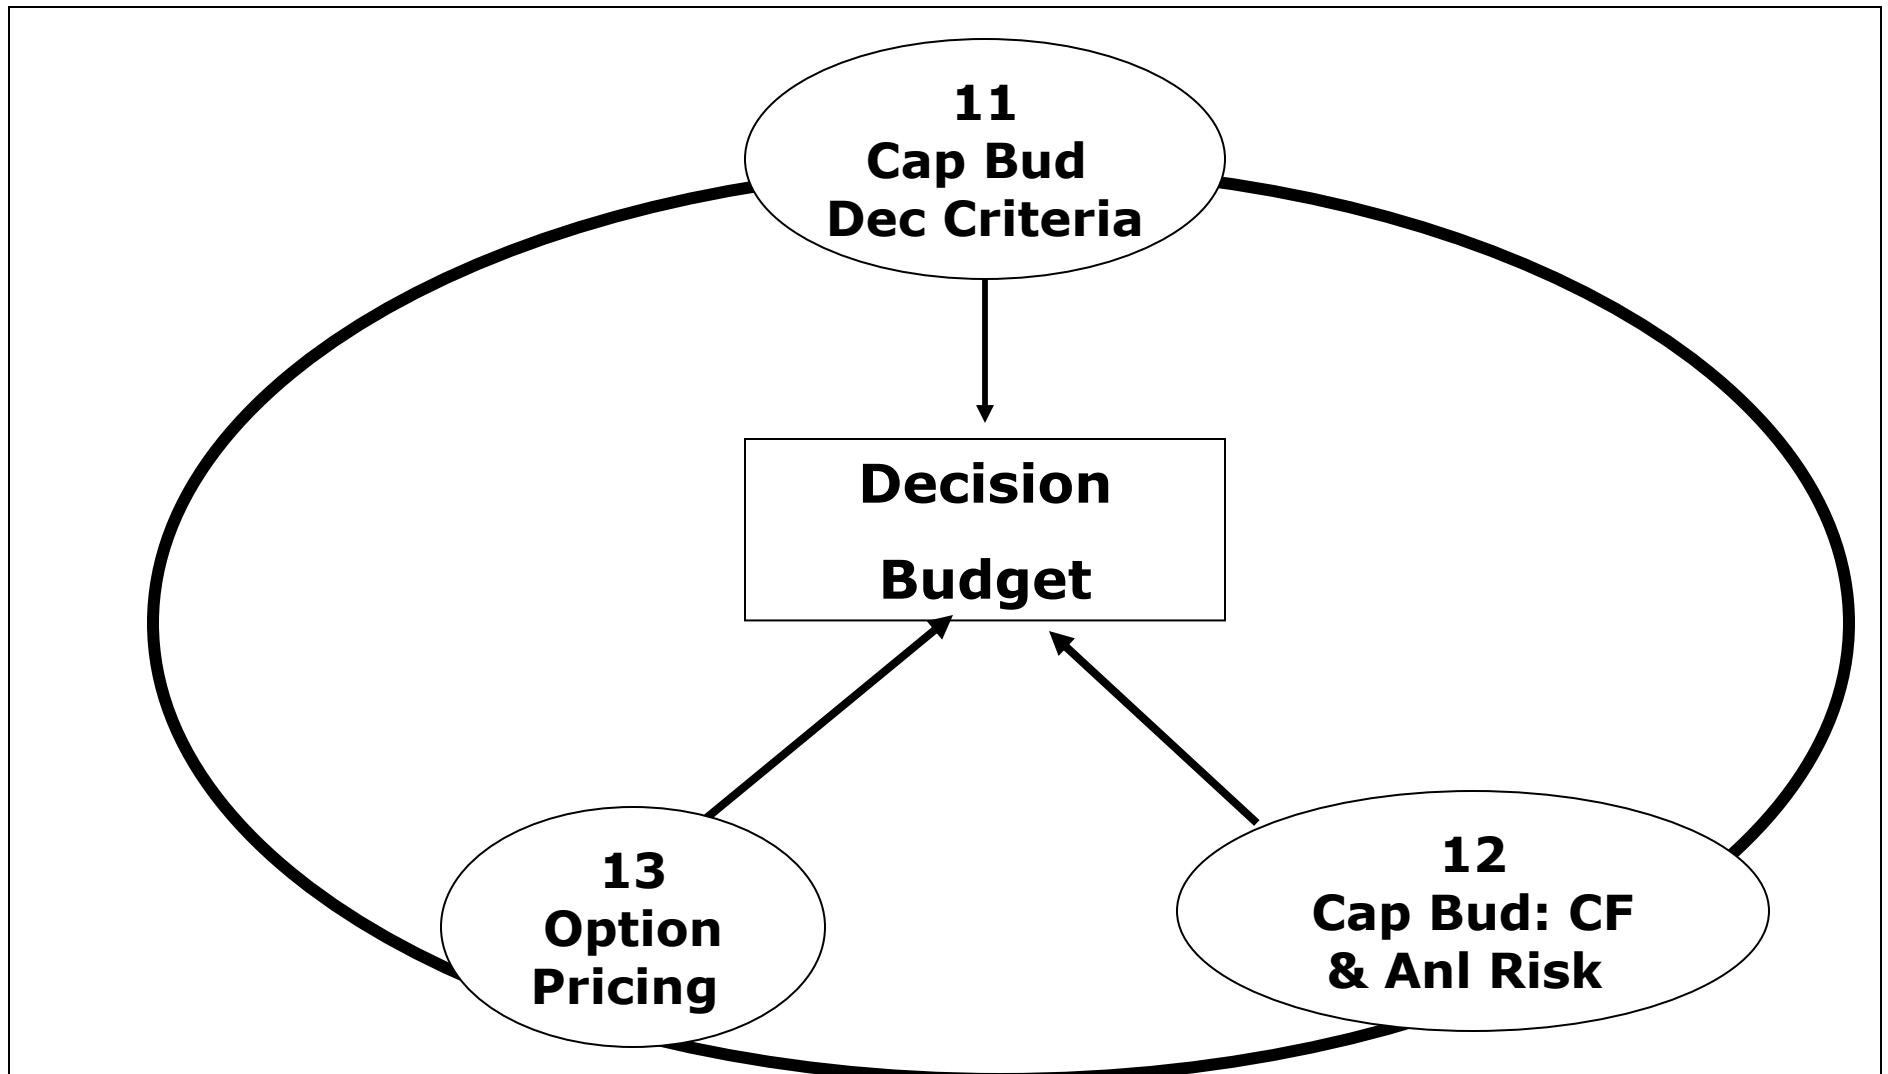 11
Cap Bud
Dec Criteria
Decision
Budget
13
Option
Pricing
12
Cap Bud: CF
& Anl Risk